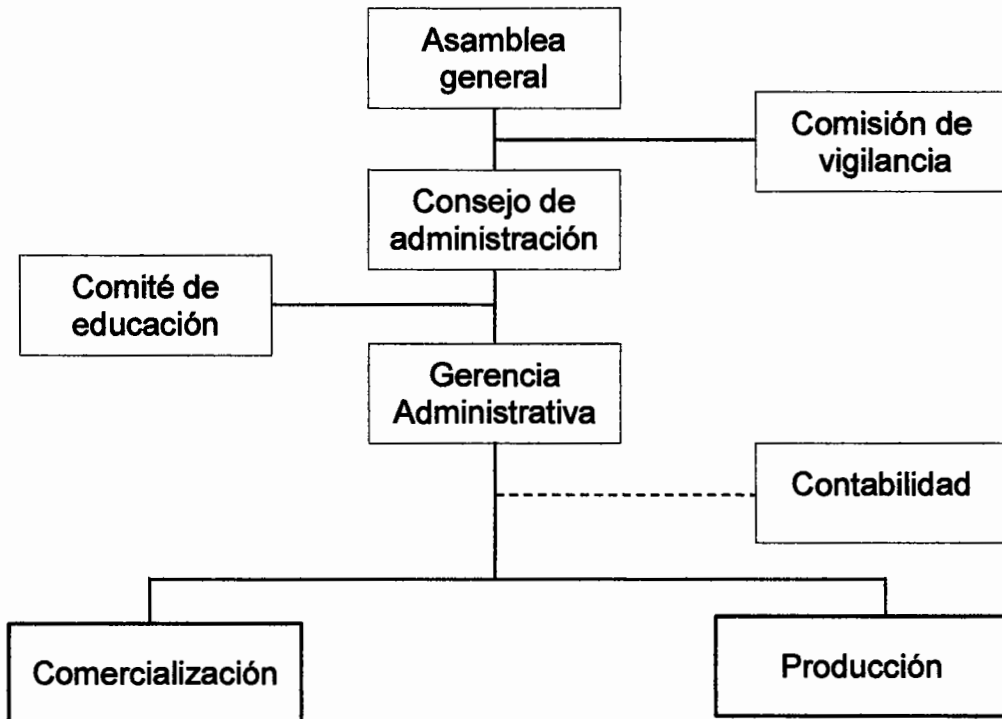 Asamblea
general
Comisión de
vigilancia
Consejo de
administración
Comité de
educación
Gerencia
Administrativa
Contabilidad
Comercialización
Producción